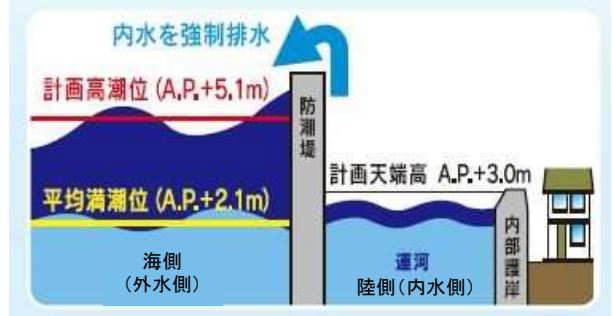 内水を強制排水
計画高潮位(A.P.+5.1m)
防潮堤
計画天端高 A.P.+3.0m
平均満潮位(A.P.+2.1m)
海側
(外水側)
運河
陸側(内水側)
内部護岸